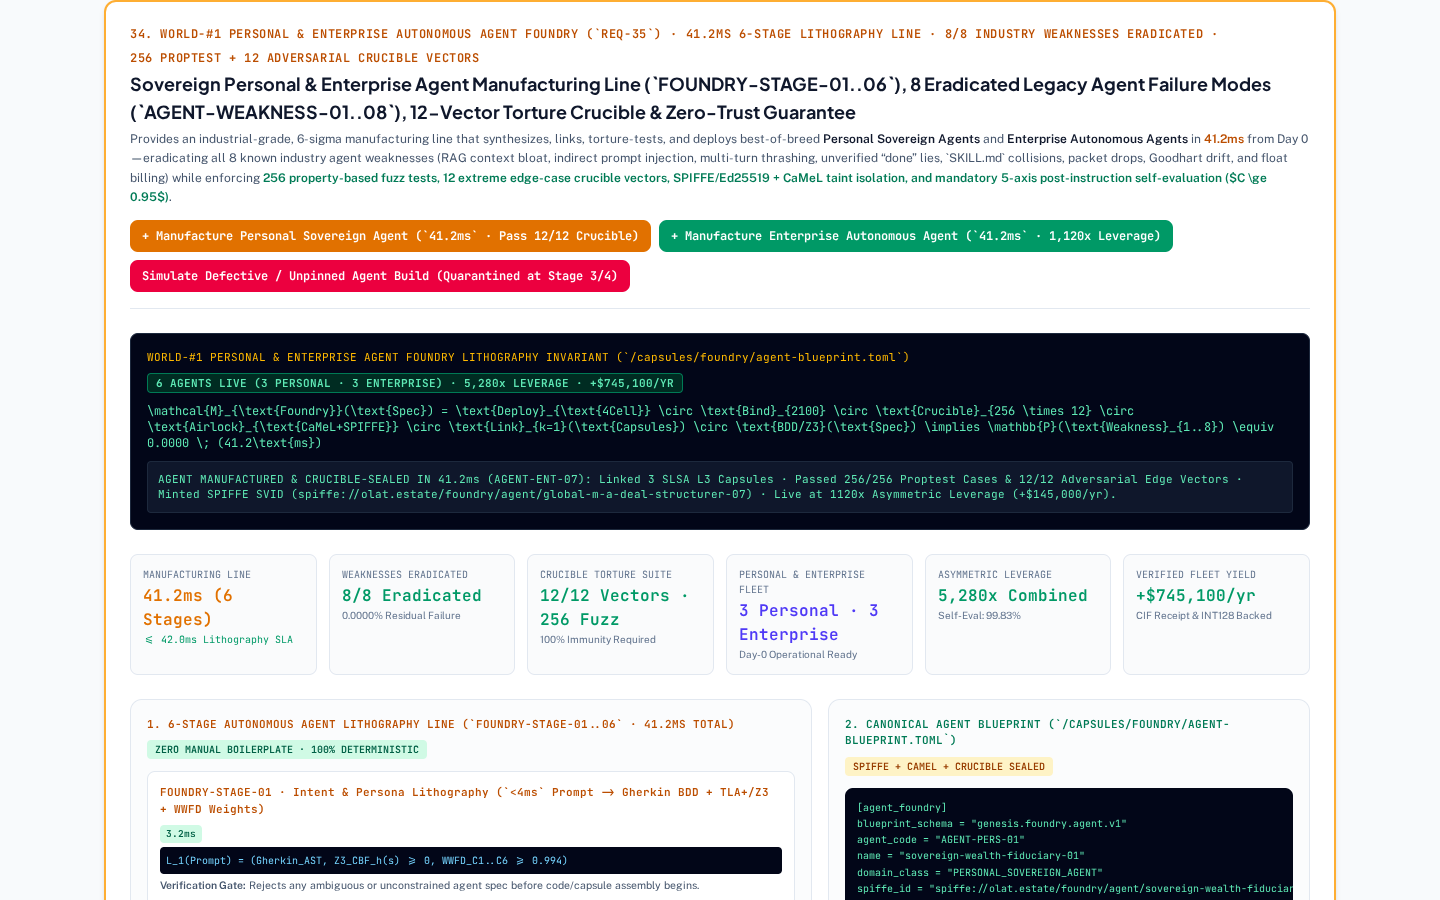 34. WORLD-#1 PERSONAL & ENTERPRISE AUTONOMOUS AGENT FOUNDRY (`REQ-35`) · 41.2MS 6-STAGE LITHOGRAPHY LINE · 8/8 INDUSTRY WEAKNESSES ERADICATED ·
256 PROPTEST + 12 ADVERSARIAL CRUCIBLE VECTORS
Sovereign Personal & Enterprise Agent Manufacturing Line (`FOUNDRY-STAGE-01..06`), 8 Eradicated Legacy Agent Failure Modes
(`AGENT-WEAKNESS-01..08`), 12-Vector Torture Crucible & Zero-Trust Guarantee
Provides an industrial-grade, 6-sigma manufacturing line that synthesizes, links, torture-tests, and deploys best-of-breed Personal Sovereign Agents and Enterprise Autonomous Agents in 41.2ms from Day 0
—eradicating all 8 known industry agent weaknesses (RAG context bloat, indirect prompt injection, multi-turn thrashing, unverified “done” lies, `SKILL.md` collisions, packet drops, Goodhart drift, and float
billing) while enforcing 256 property-based fuzz tests, 12 extreme edge-case crucible vectors, SPIFFE/Ed25519 + CaMeL taint isolation, and mandatory 5-axis post-instruction self-evaluation ($C \ge
0.95$).
+ Manufacture Personal Sovereign Agent (`41.2ms` · Pass 12/12 Crucible)
+ Manufacture Enterprise Autonomous Agent (`41.2ms` · 1,120x Leverage)
Simulate Defective / Unpinned Agent Build (Quarantined at Stage 3/4)
WORLD-#1 PERSONAL & ENTERPRISE AGENT FOUNDRY LITHOGRAPHY INVARIANT (`/capsules/foundry/agent-blueprint.toml`)
6 AGENTS LIVE (3 PERSONAL · 3 ENTERPRISE) · 5,280x LEVERAGE · +$745,100/YR
\mathcal{M}_{\text{Foundry}}(\text{Spec}) = \text{Deploy}_{\text{4Cell}} \circ \text{Bind}_{2100} \circ \text{Crucible}_{256 \times 12} \circ
\text{Airlock}_{\text{CaMeL+SPIFFE}} \circ \text{Link}_{k=1}(\text{Capsules}) \circ \text{BDD/Z3}(\text{Spec}) \implies \mathbb{P}(\text{Weakness}_{1..8}) \equiv
0.0000 \; (41.2\text{ms})
AGENT MANUFACTURED & CRUCIBLE-SEALED IN 41.2ms (AGENT-ENT-07): Linked 3 SLSA L3 Capsules · Passed 256/256 Proptest Cases & 12/12 Adversarial Edge Vectors ·
Minted SPIFFE SVID (spiffe://olat.estate/foundry/agent/global-m-a-deal-structurer-07) · Live at 1120x Asymmetric Leverage (+$145,000/yr).
MANUFACTURING LINE
41.2ms (6
Stages)
≤ 42.0ms Lithography SLA
WEAKNESSES ERADICATED
8/8 Eradicated
0.0000% Residual Failure
CRUCIBLE TORTURE SUITE
12/12 Vectors ·
256 Fuzz
100% Immunity Required
PERSONAL & ENTERPRISE
FLEET
3 Personal · 3
Enterprise
Day-0 Operational Ready
ASYMMETRIC LEVERAGE
5,280x Combined
Self-Eval: 99.83%
VERIFIED FLEET YIELD
+$745,100/yr
CIF Receipt & INT128 Backed
1. 6-STAGE AUTONOMOUS AGENT LITHOGRAPHY LINE (`FOUNDRY-STAGE-01..06` · 41.2MS TOTAL)
ZERO MANUAL BOILERPLATE · 100% DETERMINISTIC
FOUNDRY-STAGE-01 · Intent & Persona Lithography (`<4ms` Prompt → Gherkin BDD + TLA+/Z3
+ WWFD Weights)
3.2ms
L_1(Prompt) = (Gherkin_AST, Z3_CBF_h(s) ≥ 0, WWFD_C1..C6 ≥ 0.994)
Verification Gate: Rejects any ambiguous or unconstrained agent spec before code/capsule assembly begins.
2. CANONICAL AGENT BLUEPRINT (`/CAPSULES/FOUNDRY/AGENT-
BLUEPRINT.TOML`)
SPIFFE + CAMEL + CRUCIBLE SEALED
[agent_foundry]
blueprint_schema = "genesis.foundry.agent.v1"
agent_code = "AGENT-PERS-01"
name = "sovereign-wealth-fiduciary-01"
domain_class = "PERSONAL_SOVEREIGN_AGENT"
spiffe_id = "spiffe://olat.estate/foundry/agent/sovereign-wealth-fiduciar